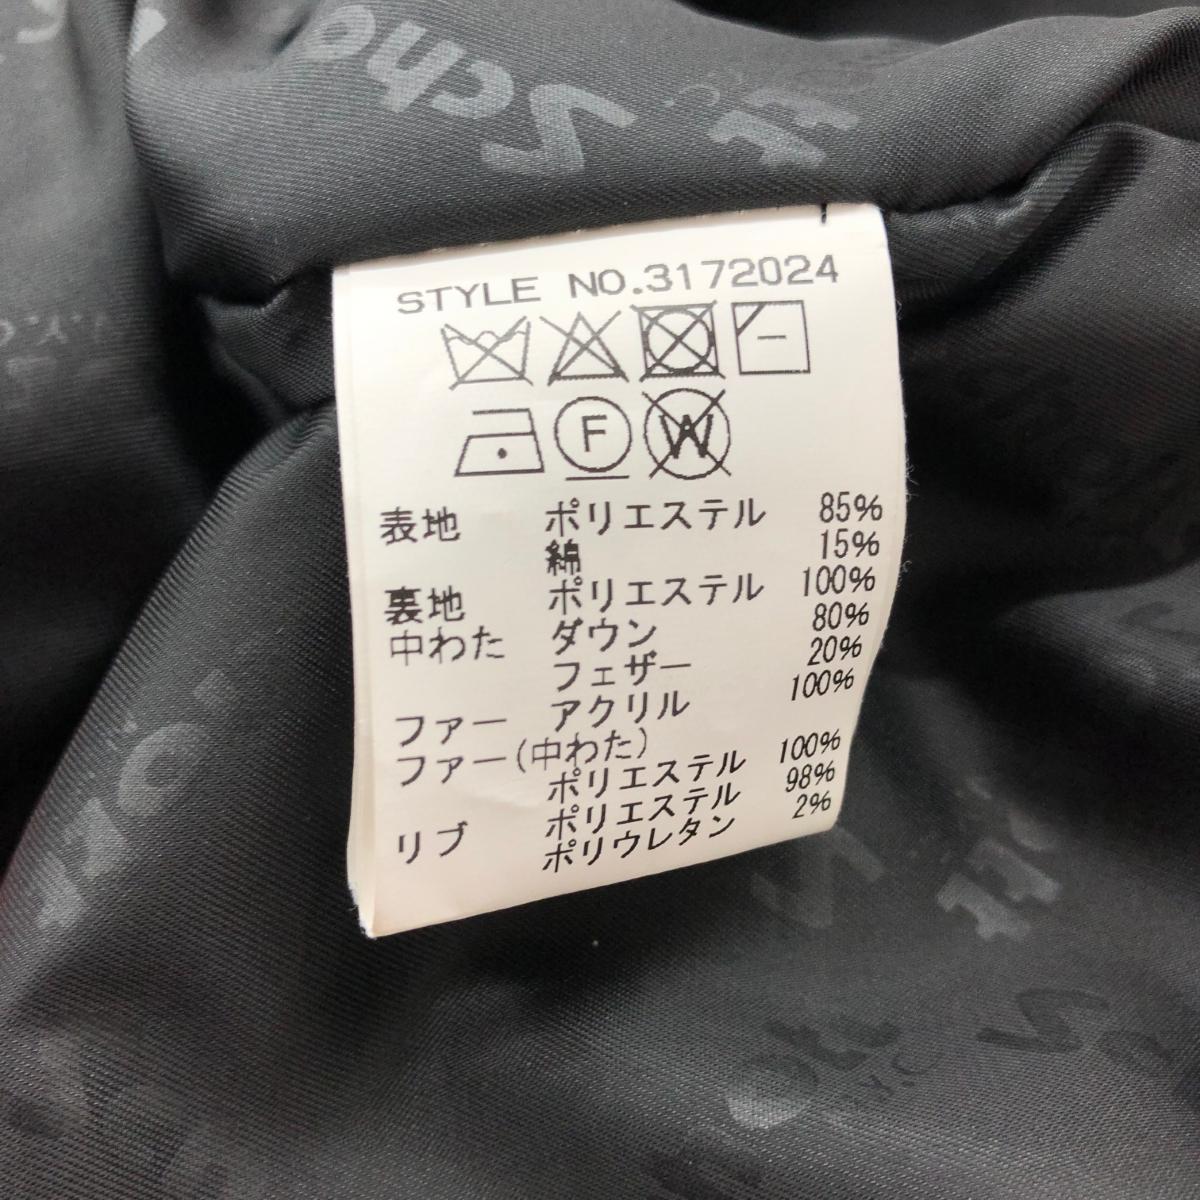 Schott
STYLE NO.3172024
F
W
表地 ポリエステル 85%
綿 15%
裏地 ポリエステル 100%
中わた ダウン 80%
フェザー 20%
ファー アクリル 100%
ファー(中わた)
ポリエステル 100%
リブ ポリエステル 98%
ポリウレタン 2%